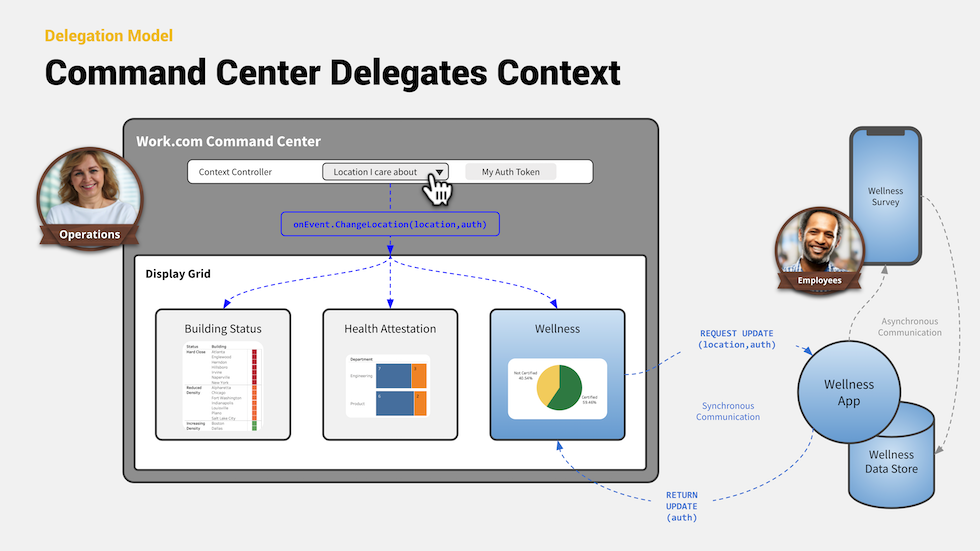 Delegation Model
Command Center Delegates Context
Work.com Command Center
Context Controller
Location I care about
My Auth Token
Operations
onEvent.ChangeLocation(location,auth)
Display Grid
Building Status
Status Building
Hard Close Atlanta
Englewood
Herndon
Hillsboro
Irvine
Naperville
New York
Reduced Alpharetta
Density Chicago
Fort Washington
Indianapolis
Louisville
Plano
Salt Lake City
Increasing Boston
Density Dallas
Health Attestation
Department
Engineering
7
3
Product
5
2
Wellness
Not Certified
40.54%
Certified
59.46%
REQUEST UPDATE
(location,auth)
Synchronous
Communication
RETURN
UPDATE
(auth)
Wellness
Survey
Employees
Asynchronous
Communication
Wellness
App
Wellness
Data Store